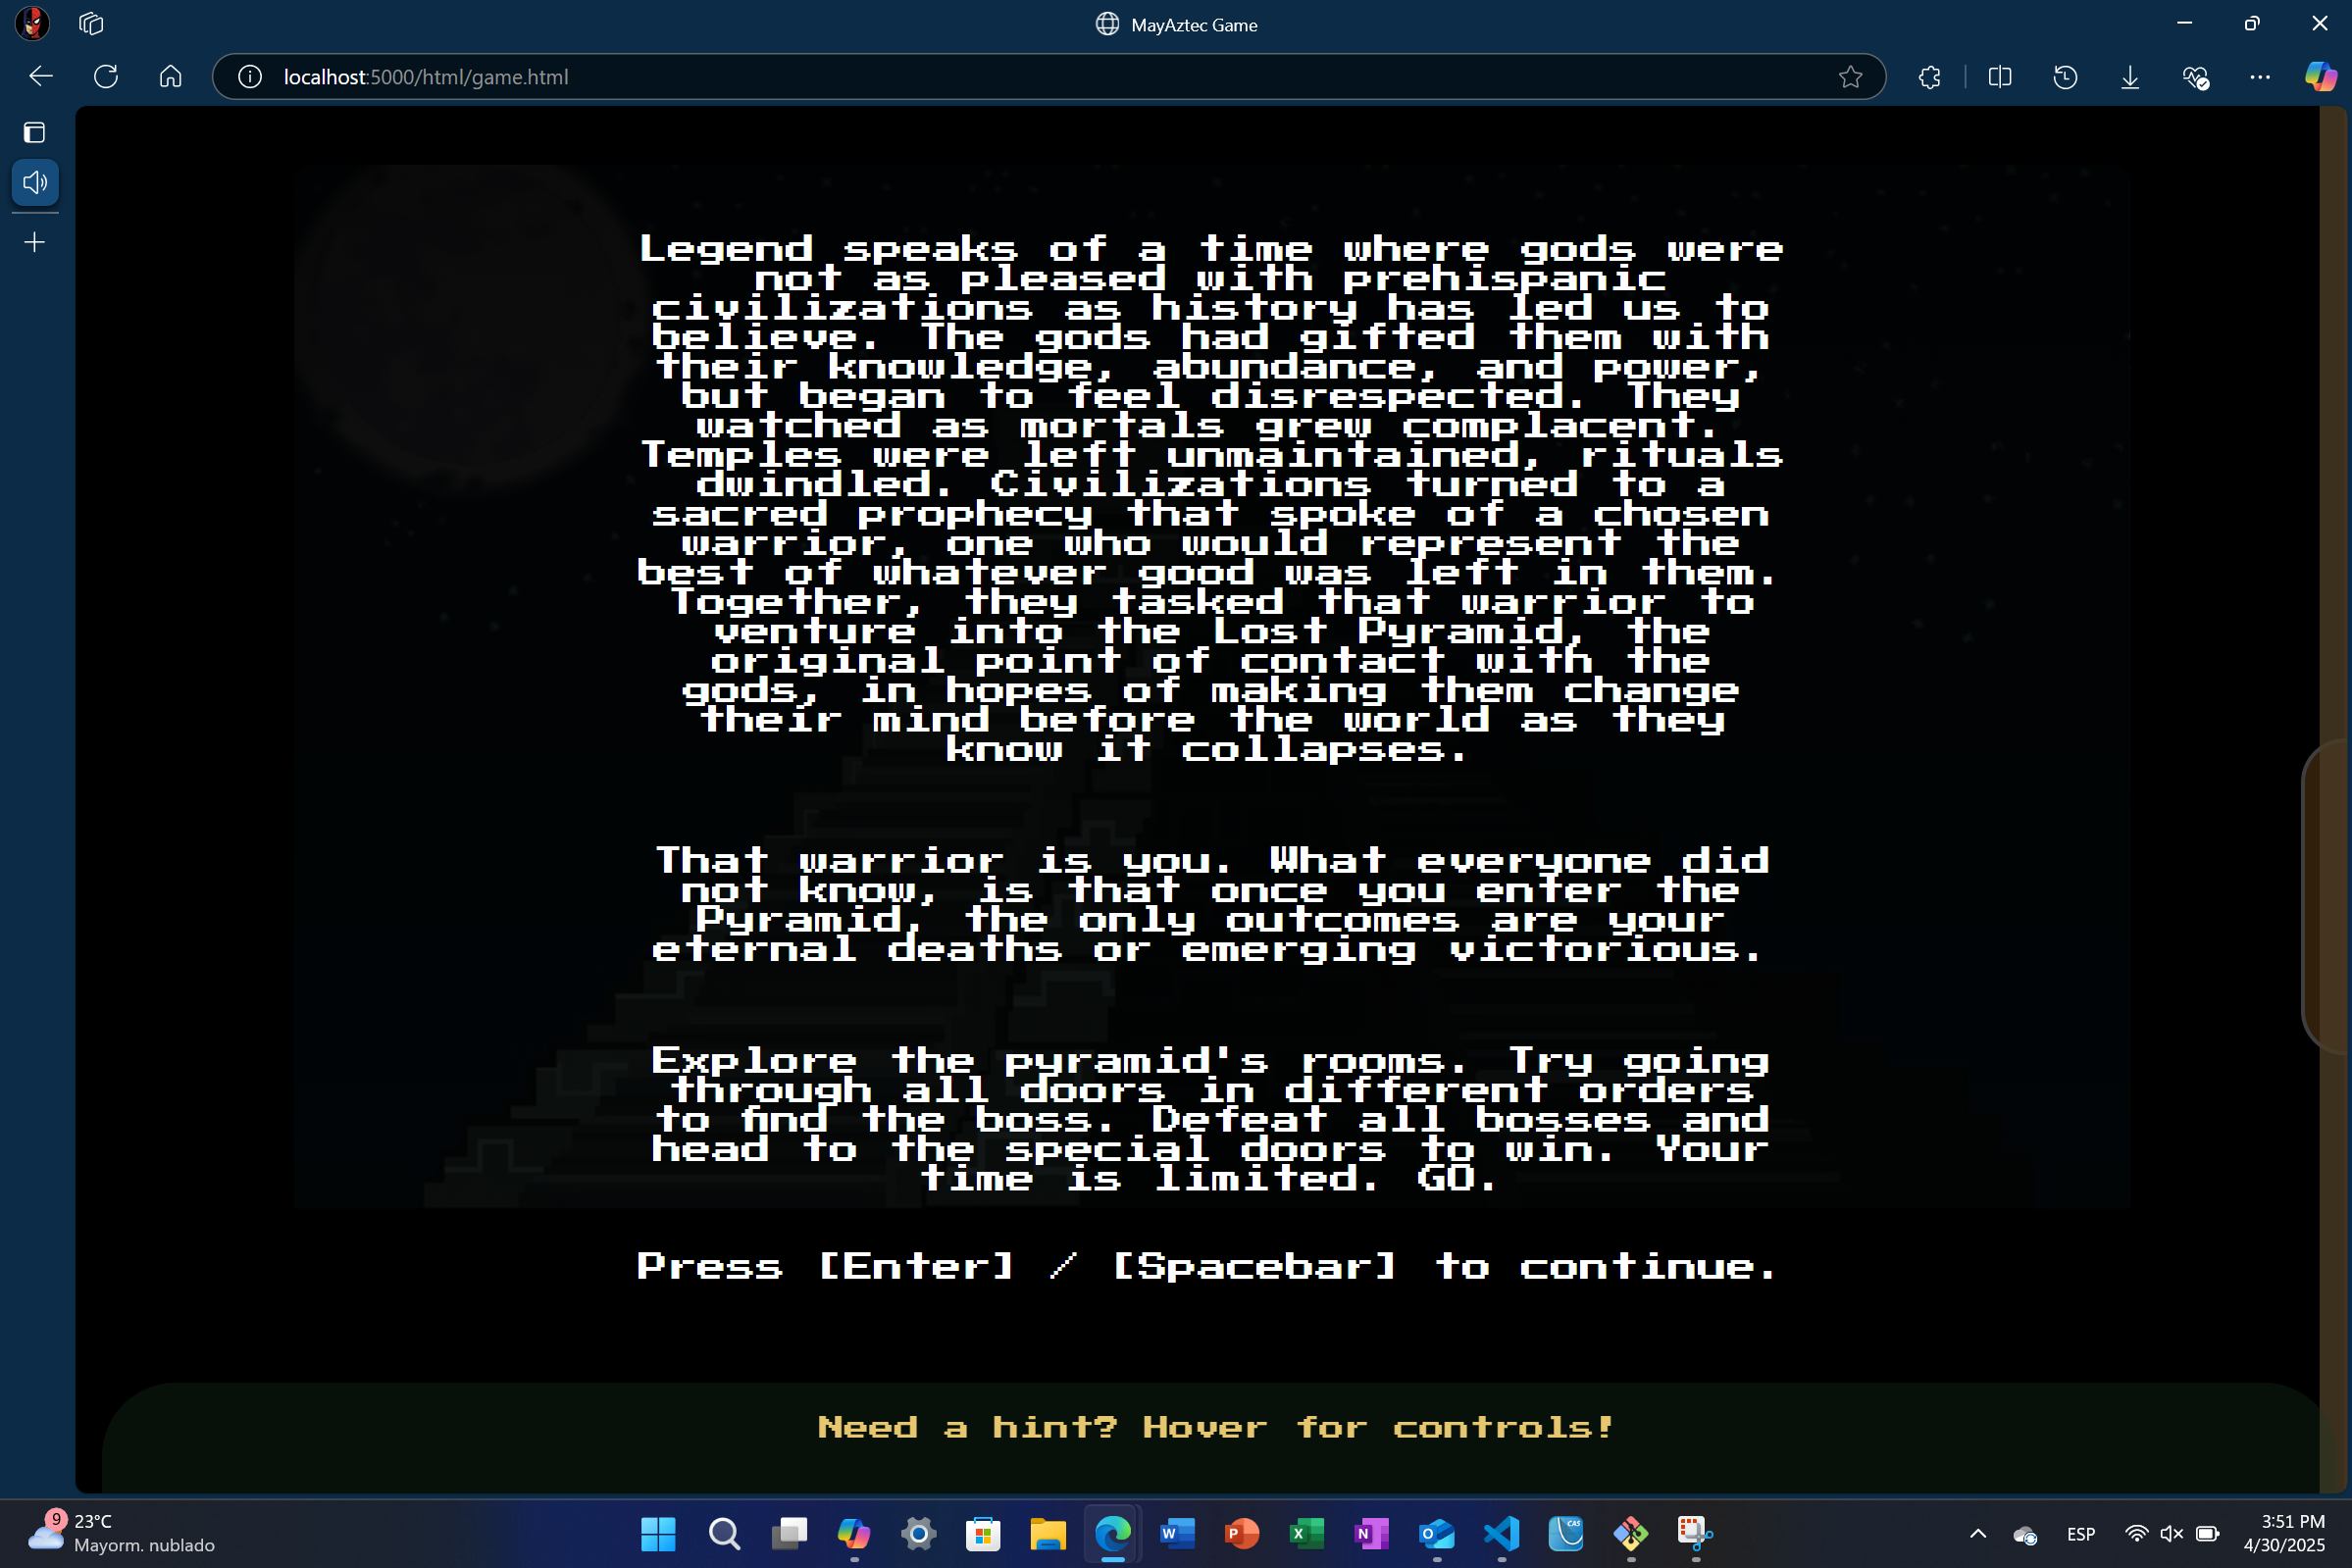 MayAztec Game
localhost:5000/html/game.html
Legend speaks of a time where gods were
not as pleased with prehispanic
civilizations as history has led us to
believe. The gods had gifted them with
their knowledge, abundance, and power,
but began to feel disrespected. They
watched as mortals grew complacent.
Temples were left unmaintained, rituals
dwindled. Civilizations turned to a
sacred prophecy that spoke of a chosen
warrior, one who would represent the
best of whatever good was left in them.
Together, they tasked that warrior to
venture into the Lost Pyramid, the
original point of contact with the
gods, in hopes of making them change
their mind before the world as they
know it collapses.
That warrior is you. What everyone did
not know, is that once you enter the
Pyramid, the only outcomes are your
eternal deaths or emerging victorious.
Explore the pyramid's rooms. Try going
through all doors in different orders
to find the boss. Defeat all bosses and
head to the special doors to win. Your
time is limited. GO.
Press [Enter] / [Spacebar] to continue.
Need a hint? Hover for controls!
9
23°C
Mayorm. nublado
W
P
X
N
O
CAS
ESP
3:51 PM
4/30/2025